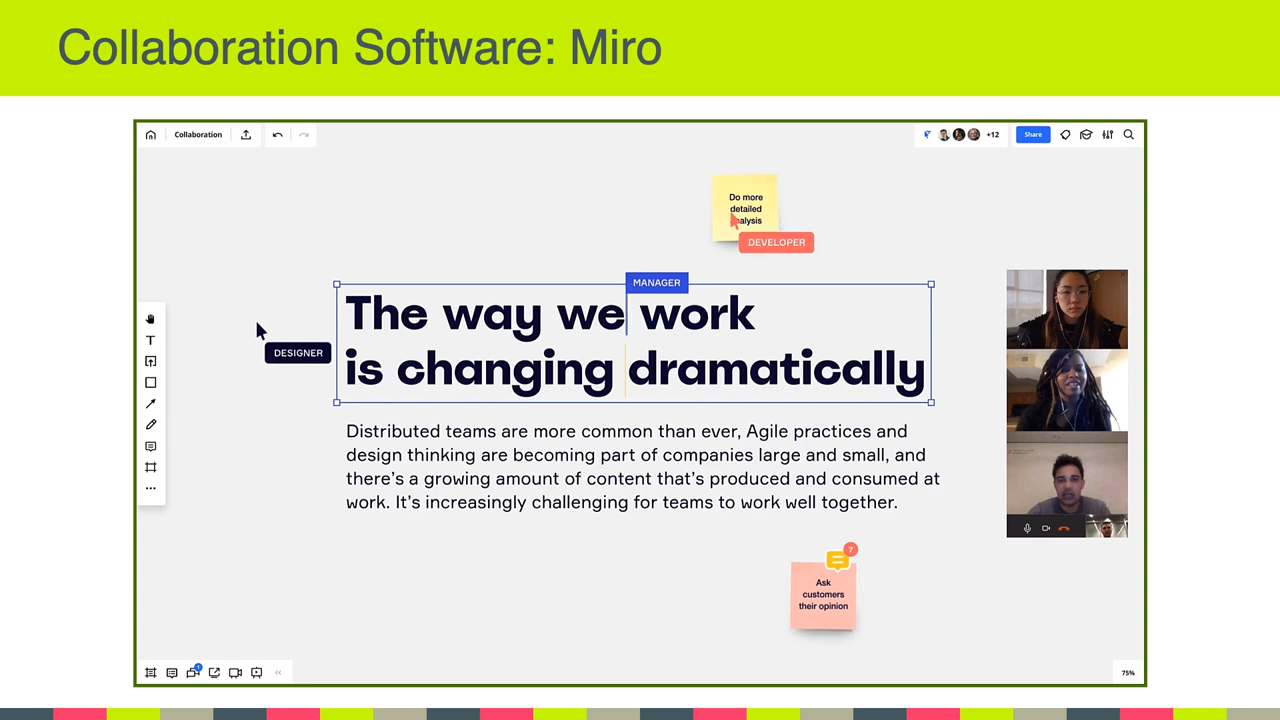 Collaboration Software: Miro
Collaboration
+12
Share
Do more
detailed
analysis
DEVELOPER
MANAGER
The way we work
is changing dramatically
DESIGNER
T
Distributed teams are more common than ever, Agile practices and
design thinking are becoming part of companies large and small, and
there's a growing amount of content that's produced and consumed at
work. It's increasingly challenging for teams to work well together.
7
Ask
customers
their opinion
1
75%